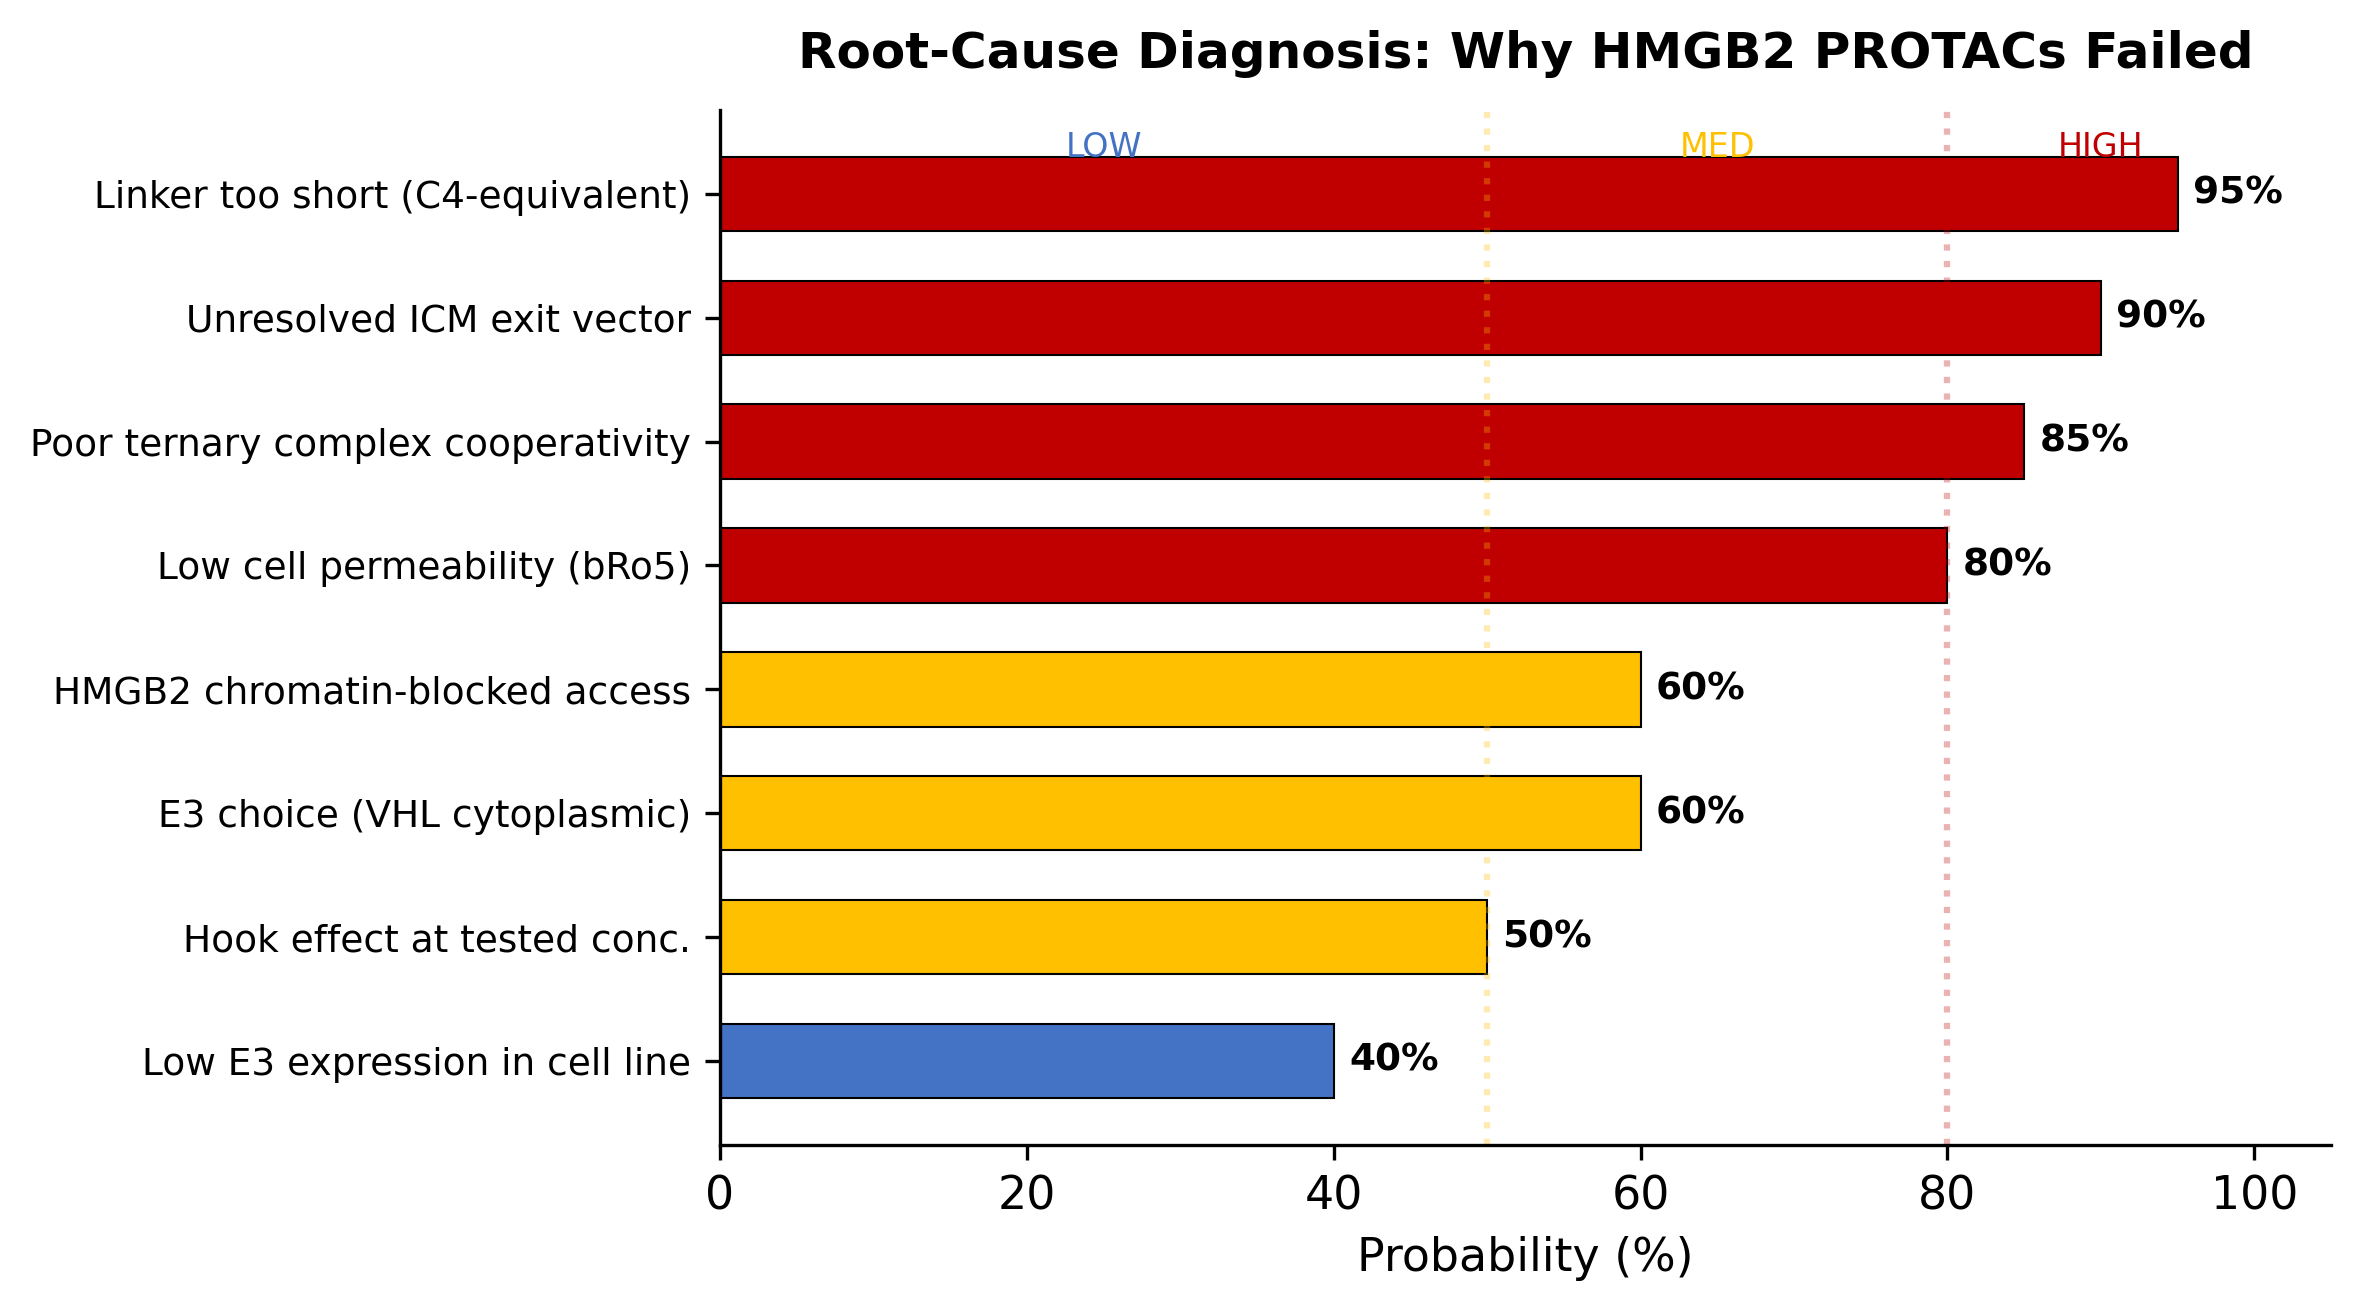 Root-Cause Diagnosis: Why HMGB2 PROTACs Failed
LOW MED HIGH
Linker too short (C4-equivalent) 95%
Unresolved ICM exit vector 90%
Poor ternary complex cooperativity 85%
Low cell permeability (bRo5) 80%
HMGB2 chromatin-blocked access 60%
E3 choice (VHL cytoplasmic) 60%
Hook effect at tested conc. 50%
Low E3 expression in cell line 40%
0 20 40 60 80 100
Probability (%)